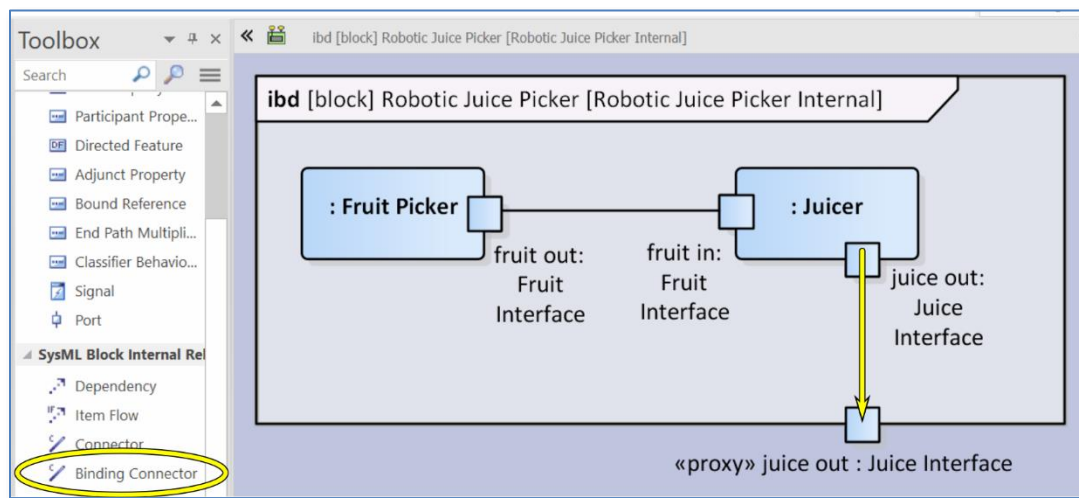 Toolbox
Search
Participant Prope...
Directed Feature
Adjunct Property
Bound Reference
End Path Multipli...
Classifier Behavio...
Signal
Port
SysML Block Internal Rel
Dependency
Item Flow
Connector
Binding Connector
ibd [block] Robotic Juice Picker [Robotic Juice Picker Internal]
ibd [block] Robotic Juice Picker [Robotic Juice Picker Internal]
: Fruit Picker
: Juicer
fruit out:
Fruit
Interface
fruit in:
Fruit
Interface
juice out:
Juice
Interface
«proxy» juice out : Juice Interface